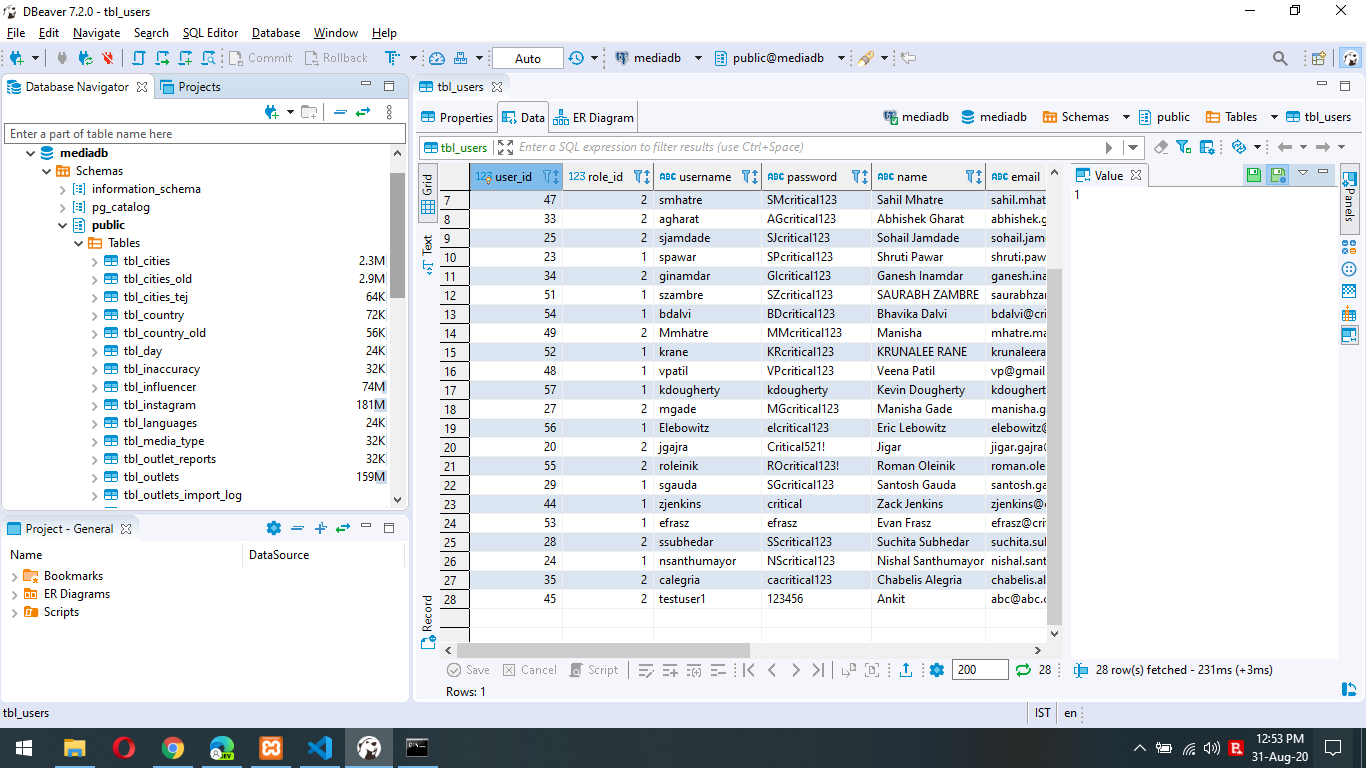 DBeaver 7.2.0 - tbl_users
File Edit Navigate Search SQL Editor Database Window Help
Commit Rollback Auto mediadb public@mediadb
Database Navigator Projects
Enter a part of table name here
mediadb
Schemas
information_schema
pg_catalog
public
Tables
tbl_cities 2.3M
tbl_cities_old 2.9M
tbl_cities_tej 64K
tbl_country 72K
tbl_country_old 56K
tbl_day 24K
tbl_inaccuracy 32K
tbl_influencer 74M
tbl_instagram 181M
tbl_languages 24K
tbl_media_type 32K
tbl_outlet_reports 32K
tbl_outlets 159M
tbl_outlets_import_log
Project - General
Name DataSource
Bookmarks
ER Diagrams
Scripts
tbl_users
Properties Data ER Diagram mediadb mediadb Schemas public Tables tbl_users
tbl_users Enter a SQL expression to filter results (use Ctrl+Space)
Grid
Text
Record
123 user_id 123 role_id ABC username ABC password ABC name ABC email
7 47 2 smhatre SMcritical123 Sahil Mhatre sahil.mhat
8 33 2 agharat AGcritical123 Abhishek Gharat abhishek.g
9 25 2 sjamdade SJcritical123 Sohail Jamdade sohail.jam
10 23 1 spawar SPcritical123 Shruti Pawar shruti.paw
11 34 2 ginamdar GIcritical123 Ganesh Inamdar ganesh.ina
12 51 1 szambre SZcritical123 SAURABH ZAMBRE saurabhzar
13 54 1 bdalvi BDcritical123 Bhavika Dalvi bdalvi@cri
14 49 2 Mmhatre MMcritical123 Manisha mhatre.ma
15 52 1 krane KRcritical123 KRUNALEE RANE krunaleera
16 48 1 vpatil VPcritical123 Veena Patil vp@gmail
17 57 1 kdougherty kdougherty Kevin Dougherty kdoughert
18 27 2 mgade MGcritical123 Manisha Gade manisha.g
19 56 1 Elebowitz elcritical123 Eric Lebowitz elebowitz@
20 20 2 jgajra Critical521! Jigar jigar.gajra
21 55 2 roleinik ROcritical123! Roman Oleinik roman.ole
22 29 1 sgauda SGcritical123 Santosh Gauda santosh.ga
23 44 1 zjenkins critical Zack Jenkins zjenkins@
24 53 1 efrasz efrasz Evan Frasz efrasz@cri
25 28 2 ssubhedar SScritical123 Suchita Subhedar suchita.sul
26 24 1 nsanthumayor NScritical123 Nishal Santhumayor nishal.sant
27 35 2 calegria cacritical123 Chabelis Alegria chabelis.al
28 45 2 testuser1 123456 Ankit abc@abc.c
Value
1
Panels
Save Cancel Script 200 28 28 row(s) fetched - 231ms (+3ms)
Rows: 1
tbl_users IST en
JEV
12:53 PM
31-Aug-20